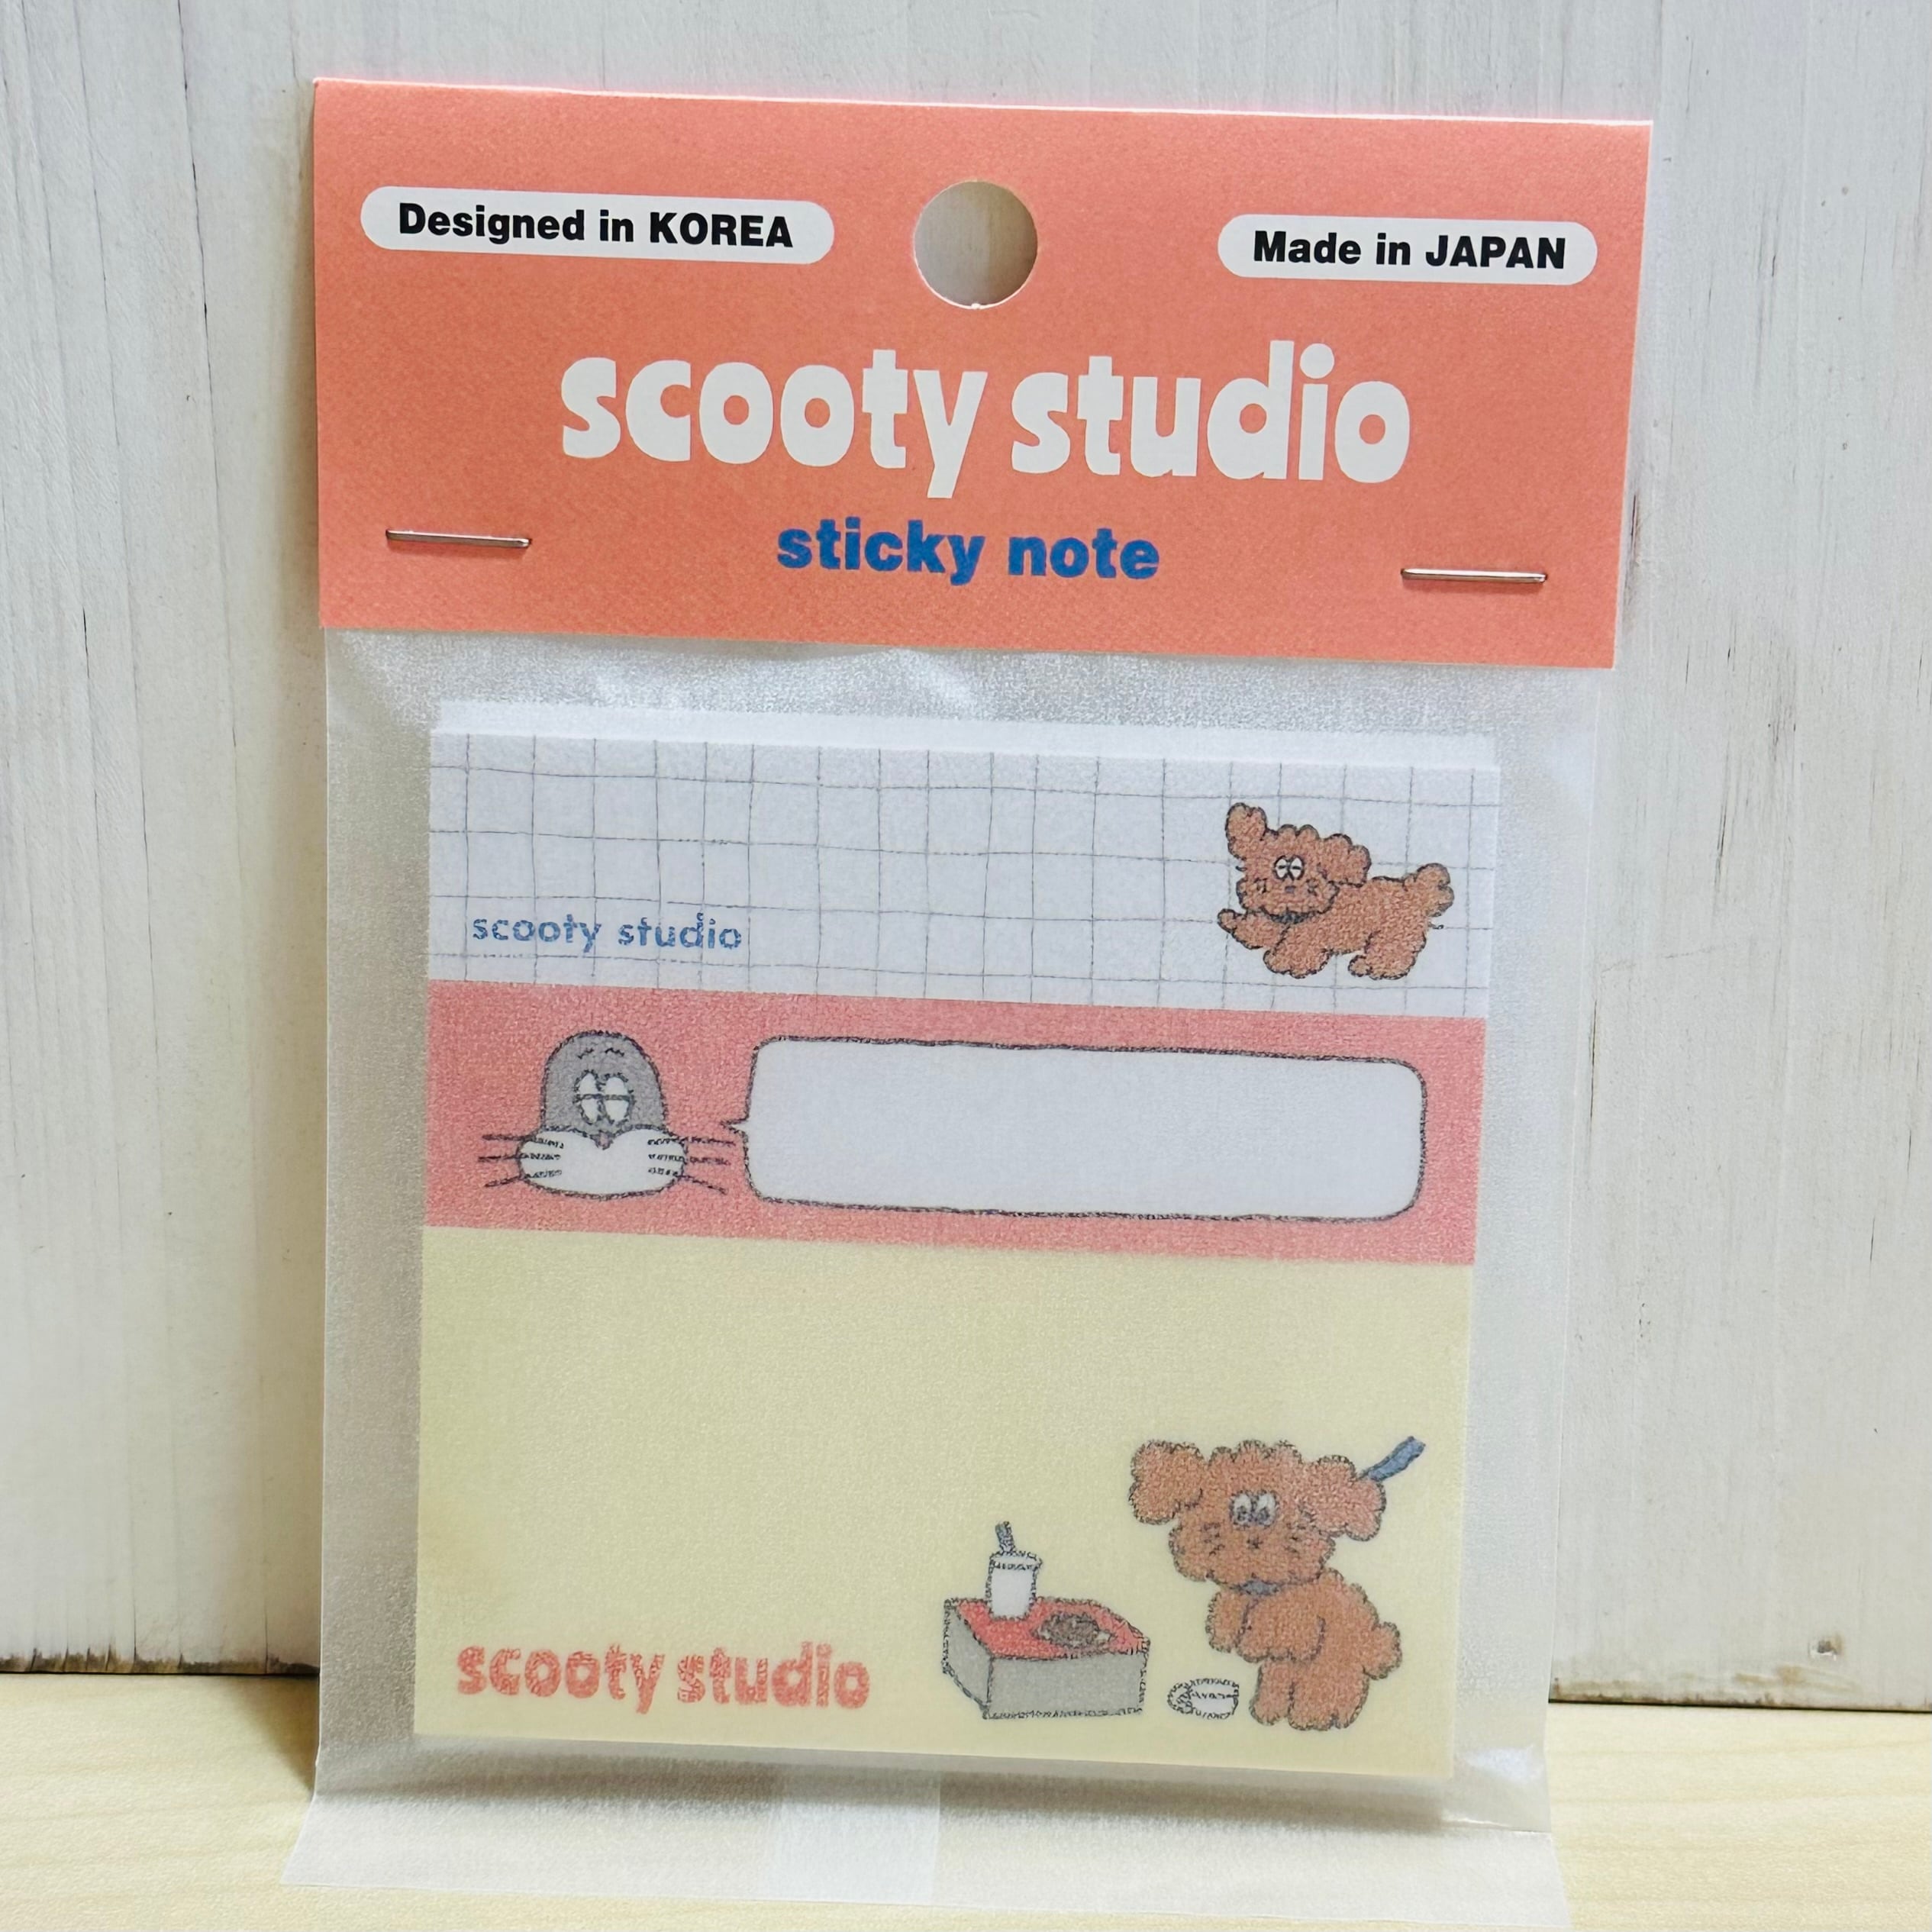 Designed in KOREA
Made in JAPAN
scooty studio
sticky note
scooty studio
scooty studio